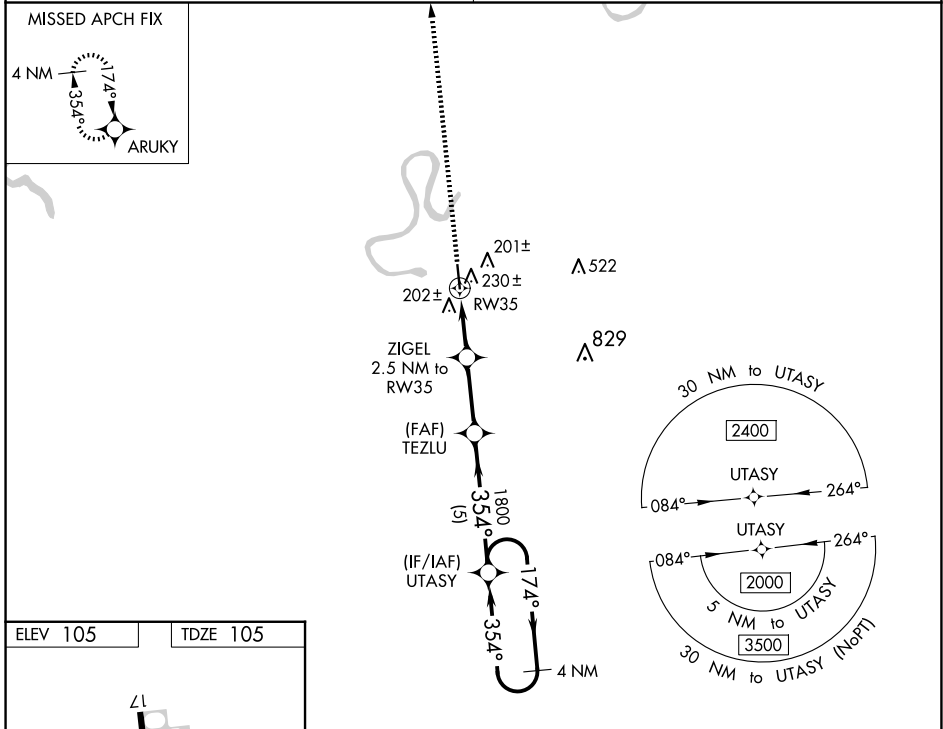 MISSED APCH FIX
4 NM
174°
354°
ARUKY
201±
522
230±
202±
RW35
829
ZIGEL
2.5 NM to
RW35
(FAF)
TEZLU
1800
354°
(5)
(IF/IAF)
UTASY
174°
354°
4 NM
30 NM to UTASY
2400
UTASY
084°
264°
UTASY
084°
264°
2000
5 NM to UTASY
3500
30 NM to UTASY (NoPT)
ELEV 105
TDZE 105
17